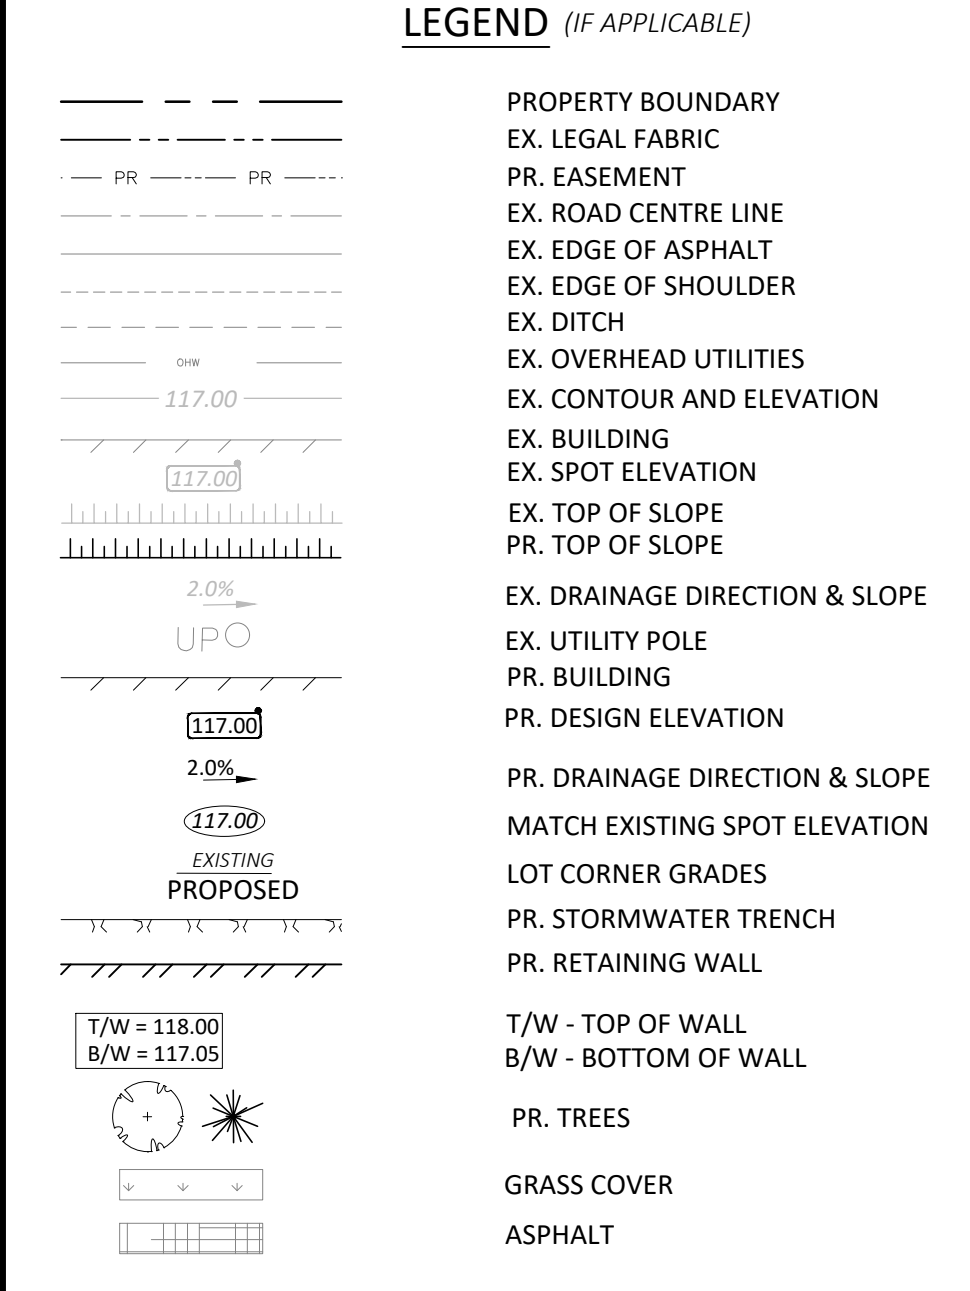 LEGEND (IF APPLICABLE)
PROPERTY BOUNDARY
EX. LEGAL FABRIC
PR PR PR. EASEMENT
EX. ROAD CENTRE LINE
EX. EDGE OF ASPHALT
EX. EDGE OF SHOULDER
EX. DITCH
OHW EX. OVERHEAD UTILITIES
117.00 EX. CONTOUR AND ELEVATION
EX. BUILDING
117.00 EX. SPOT ELEVATION
EX. TOP OF SLOPE
PR. TOP OF SLOPE
2.0% EX. DRAINAGE DIRECTION & SLOPE
UP EX. UTILITY POLE
PR. BUILDING
117.00 PR. DESIGN ELEVATION
2.0% PR. DRAINAGE DIRECTION & SLOPE
117.00 MATCH EXISTING SPOT ELEVATION
EXISTING
PROPOSED LOT CORNER GRADES
PR. STORMWATER TRENCH
PR. RETAINING WALL
T/W = 118.00 T/W - TOP OF WALL
B/W = 117.05 B/W - BOTTOM OF WALL
PR. TREES
GRASS COVER
ASPHALT